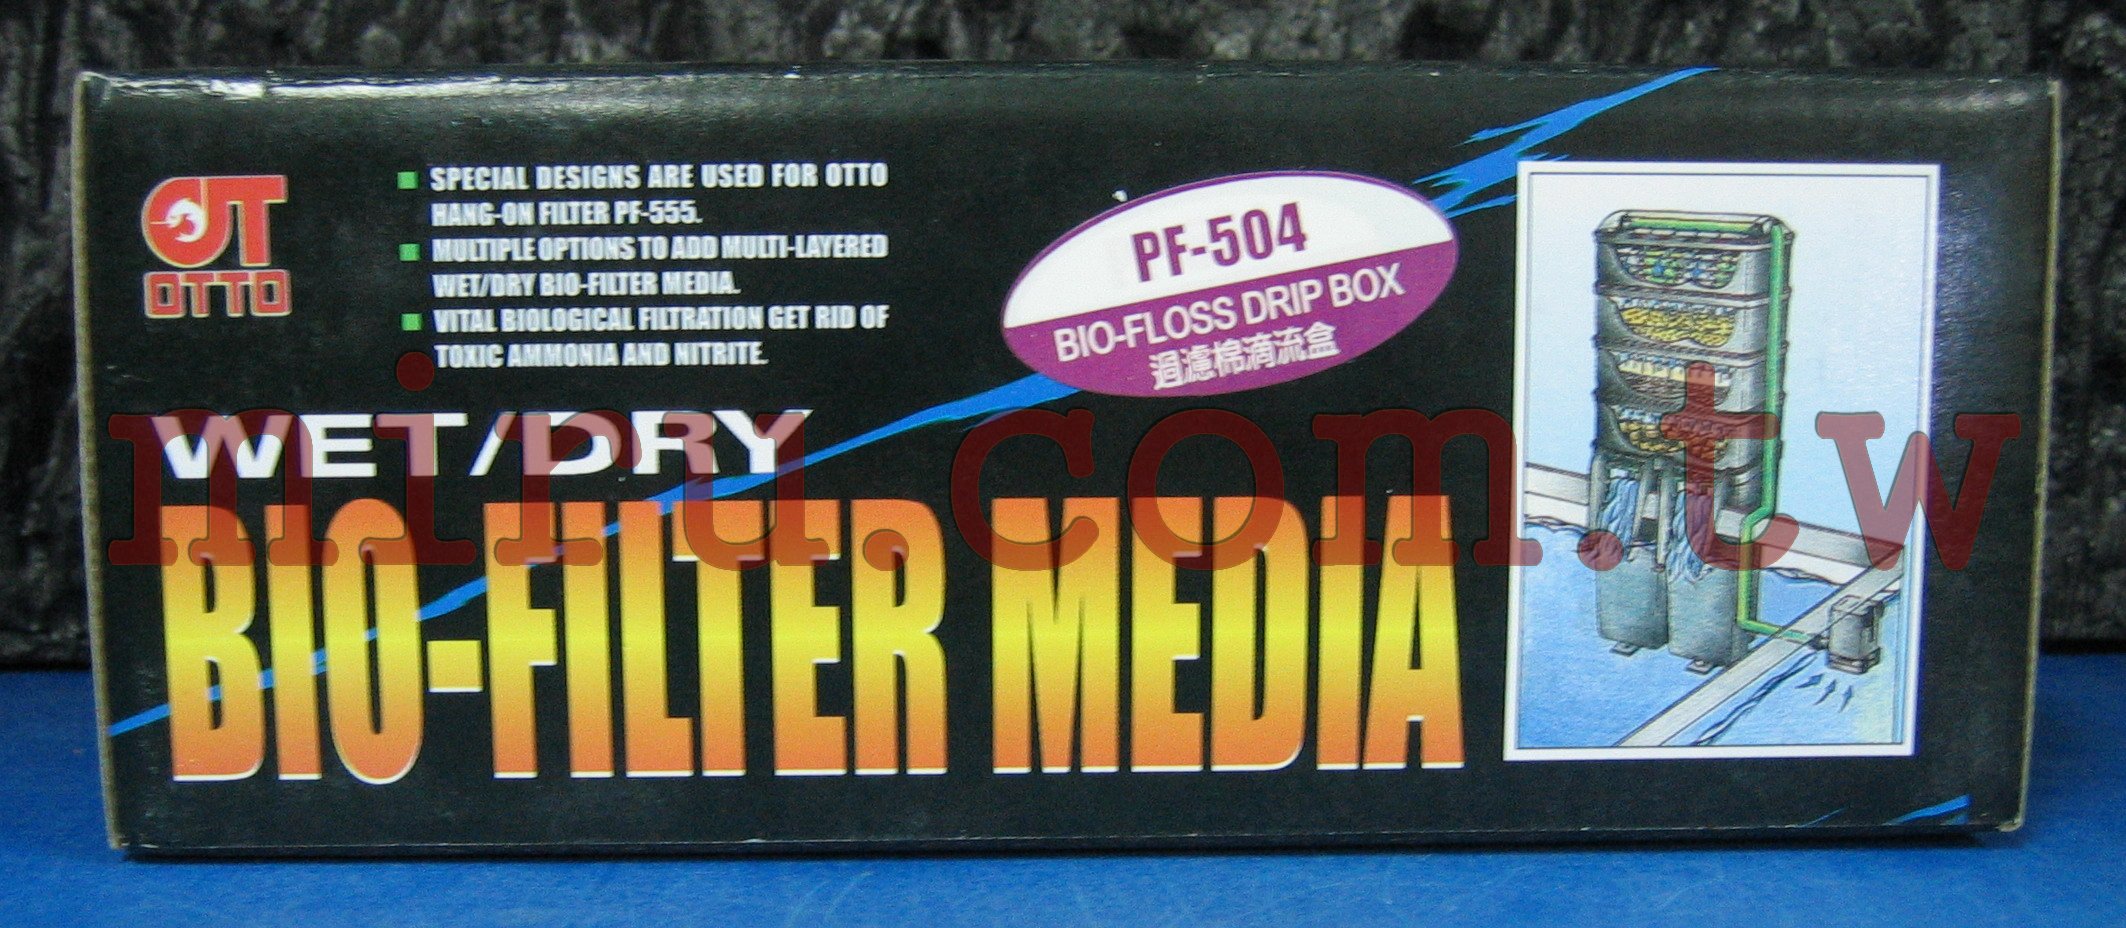 OTTO
SPECIAL DESIGNS ARE USED FOR OTTO
HANG-ON FILTER PF-555.
MULTIPLE OPTIONS TO ADD MULTI-LAYERED
WET/DRY BIO-FILTER MEDIA.
VITAL BIOLOGICAL FILTRATION GET RID OF
TOXIC AMMONIA AND NITRITE.
PF-504
BIO-FLOSS DRIP BOX
過濾棉滴流盒
WET/DRY
BIO-FILTER MEDIA
miru.com.tw